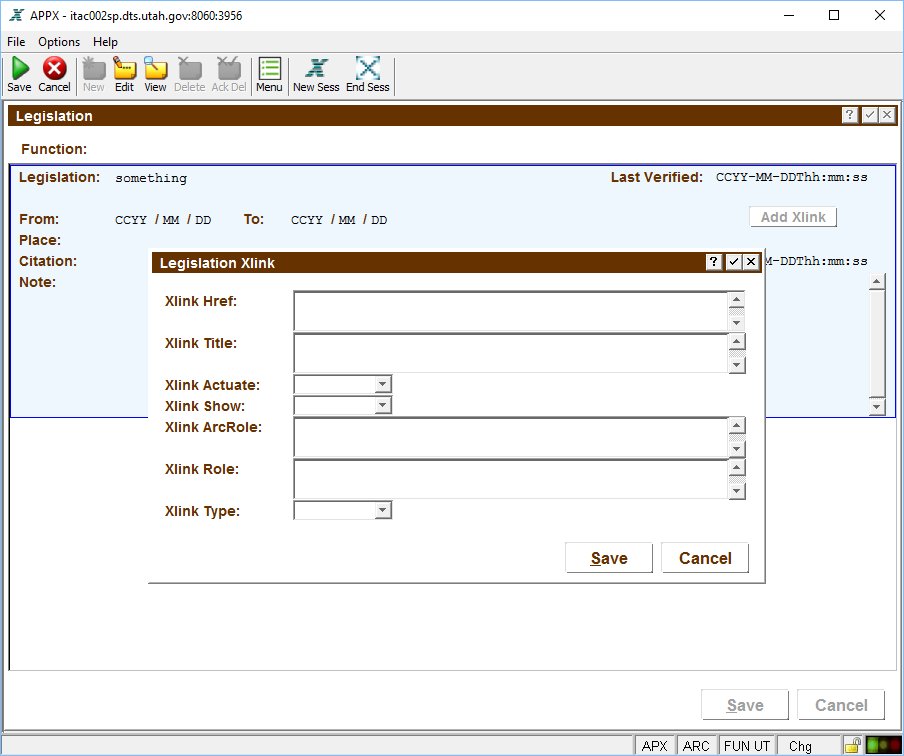 APPX - itac002sp.dts.utah.gov:8060:3956
File Options Help
Save Cancel New Edit View Delete Ack Del Menu New Sess End Sess
Legislation ?
Function:
Legislation: something Last Verified: CCYY-MM-DDThh:mm:ss
From: CCYY / MM / DD To: CCYY / MM / DD Add Xlink
Place:
Citation: M-DDThh:mm:ss
Note:
Legislation Xlink ?
Xlink Href:
Xlink Title:
Xlink Actuate:
Xlink Show:
Xlink ArcRole:
Xlink Role:
Xlink Type:
Save Cancel
Save Cancel
APX ARC FUN UT Chg